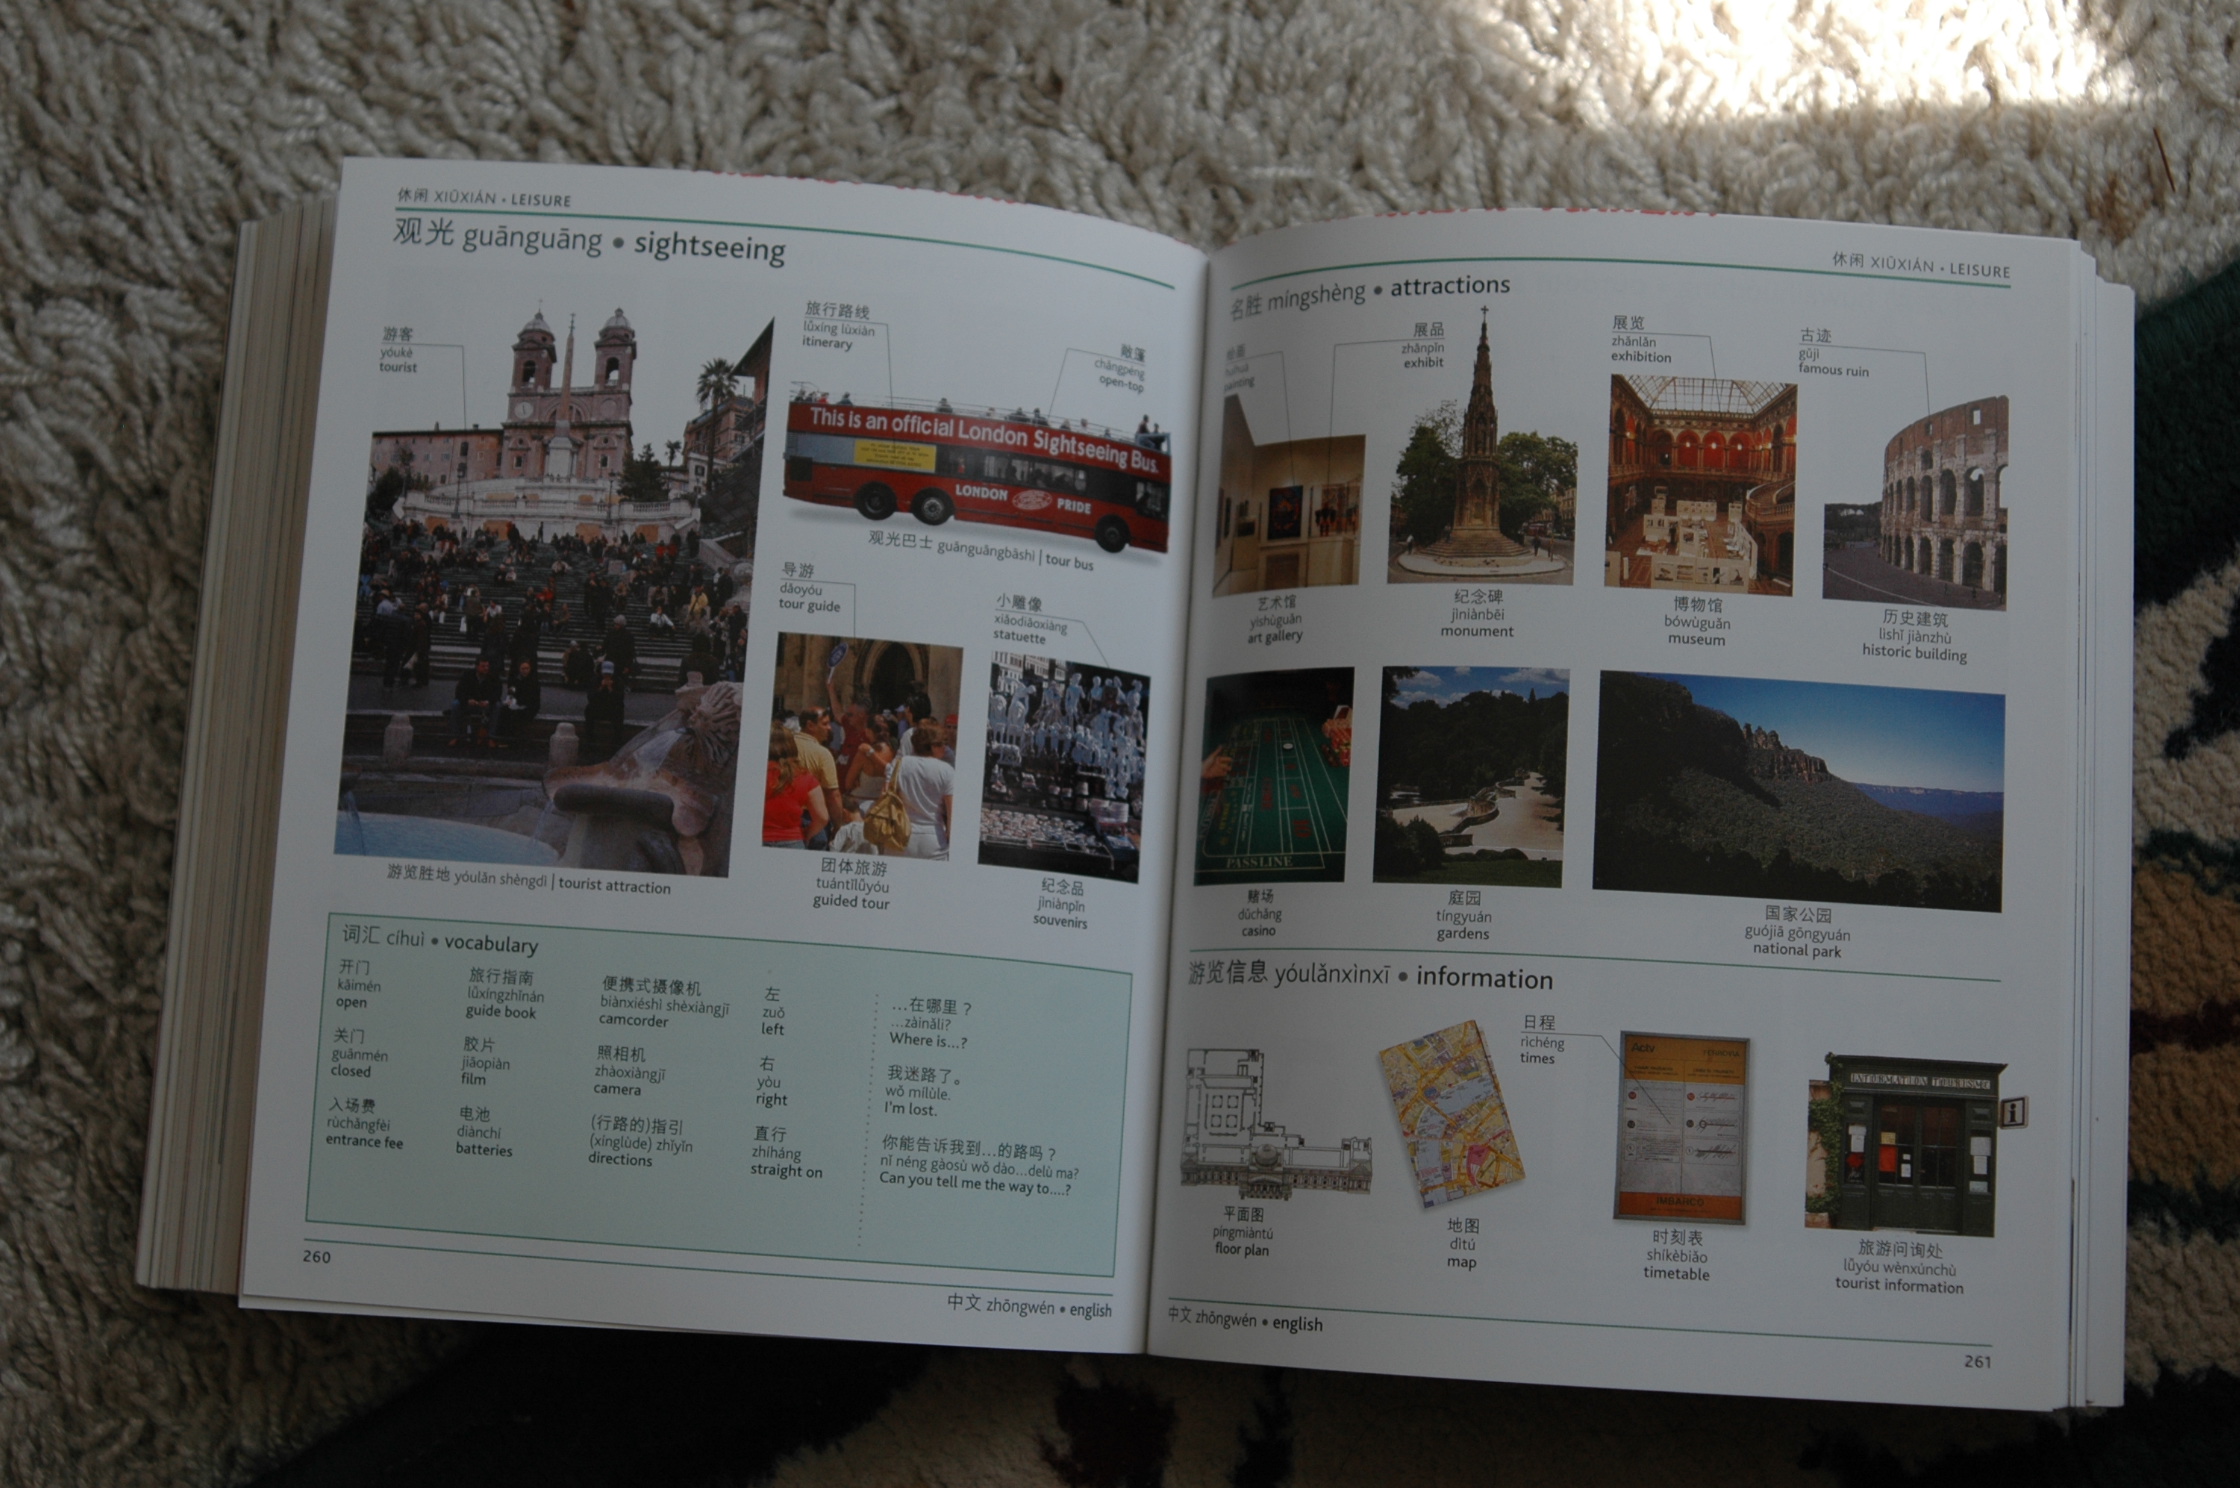 休闲 XIŪXIÁN • LEISURE
观光 guānguāng • sightseeing
游客
yóukè
tourist
游览胜地 yóulǎn shèngdì | tourist attraction
旅行路线
lǚxíng lùxiàn
itinerary
敞篷
chǎngpéng
open-top
This is an official London Sightseeing Bus.
LONDON PRIDE
观光巴士 guānguāngbāshì | tour bus
导游
dǎoyóu
tour guide
团体旅游
tuántǐlǚyóu
guided tour
小雕像
xiǎodiāoxiàng
statuette
纪念品
jìniànpǐn
souvenirs
词汇 cíhuì • vocabulary
开门
kāimén
open
关门
guānmén
closed
入场费
rùchǎngfèi
entrance fee
旅行指南
lǚxíngzhǐnán
guide book
胶片
jiāopiàn
film
电池
diànchí
batteries
便携式摄像机
biànxiéshì shèxiàngjī
camcorder
照相机
zhàoxiàngjī
camera
(行路的)指引
(xínglùde) zhǐyǐn
directions
左
zuǒ
left
右
yòu
right
直行
zhíháng
straight on
…在哪里？
...zàinǎli?
Where is...?
我迷路了。
wǒ mílùle.
I'm lost.
你能告诉我到…的路吗？
nǐ néng gàosù wǒ dào...delù ma?
Can you tell me the way to....?
260
中文 zhōngwén • english
休闲 XIŪXIÁN • LEISURE
名胜 míngshèng • attractions
painting
展品
zhǎnpǐn
exhibit
展览
zhǎnlǎn
exhibition
古迹
gǔjì
famous ruin
艺术馆
yìshùguǎn
art gallery
纪念碑
jìniànbēi
monument
博物馆
bówùguǎn
museum
历史建筑
lìshǐ jiànzhù
historic building
PASS LINE
赌场
dǔchǎng
casino
庭园
tíngyuán
gardens
国家公园
guójiā gōngyuán
national park
游览信息 yóulǎnxìnxī • information
平面图
píngmiàntú
floor plan
地图
dìtú
map
日程
rìchéng
times
时刻表
shíkèbiǎo
timetable
INFORMATION TOURISME
i
旅游问询处
lǚyóu wènxúnchù
tourist information
中文 zhōngwén • english
261